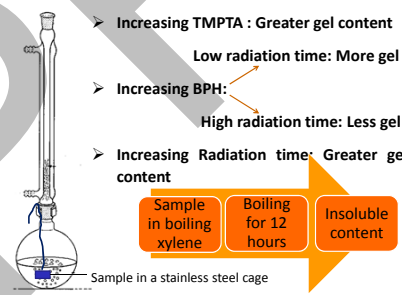 ➢ Increasing TMPTA : Greater gel content
Low radiation time: More gel
➢ Increasing BPH:
High radiation time: Less gel
➢ Increasing Radiation time: Greater ge
content
Sample
in boiling
xylene
Boiling
for 12
hours
Insoluble
content
Sample in a stainless steel cage